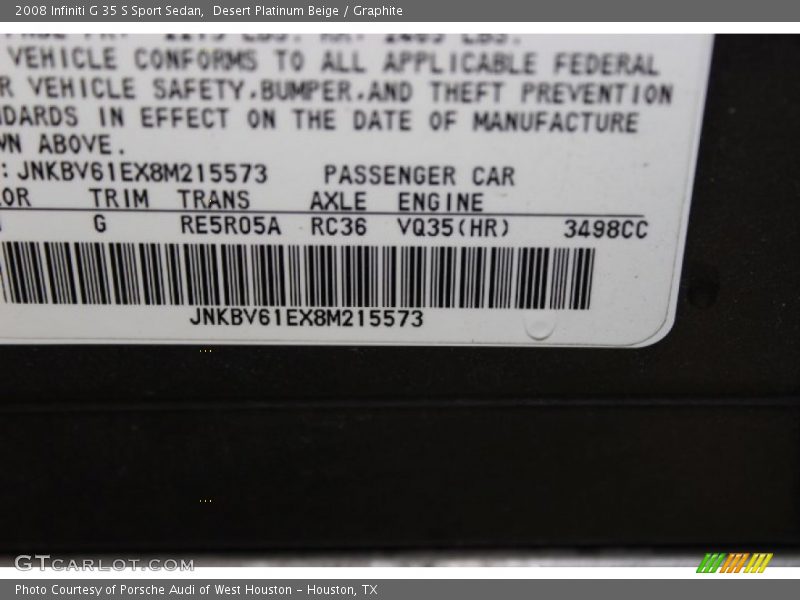 2008 Infiniti G 35 S Sport Sedan, Desert Platinum Beige / Graphite
VEHICLE CONFORMS TO ALL APPLICABLE FEDERAL
R VEHICLE SAFETY,BUMPER,AND THEFT PREVENTION
NDARDS IN EFFECT ON THE DATE OF MANUFACTURE
WN ABOVE.
: JNKBV61EX8M215573 PASSENGER CAR
LOR TRIM TRANS AXLE ENGINE
G RE5R05A RC36 VQ35(HR) 3498CC
JNKBV61EX8M215573
GTCARLOT.COM
Photo Courtesy of Porsche Audi of West Houston - Houston, TX